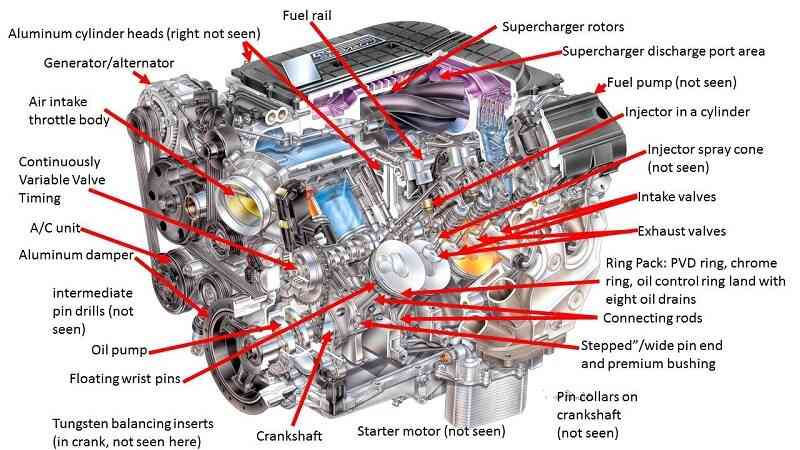 Fuel rail
Aluminum cylinder heads (right not seen)
Supercharger rotors
Supercharger discharge port area
Generator/alternator
Fuel pump (not seen)
Air intake
throttle body
Injector in a cylinder
Continuously
Variable Valve
Timing
Injector spray cone
(not seen)
Intake valves
A/C unit
Exhaust valves
Aluminum damper
Ring Pack: PVD ring, chrome
ring, oil control ring land with
eight oil drains
intermediate
pin drills (not
seen)
Connecting rods
Oil pump
Stepped”/wide pin end
and premium bushing
Floating wrist pins
Pin collars on
crankshaft
(not seen)
Tungsten balancing inserts
(in crank, not seen here)
Crankshaft
Starter motor (not seen)